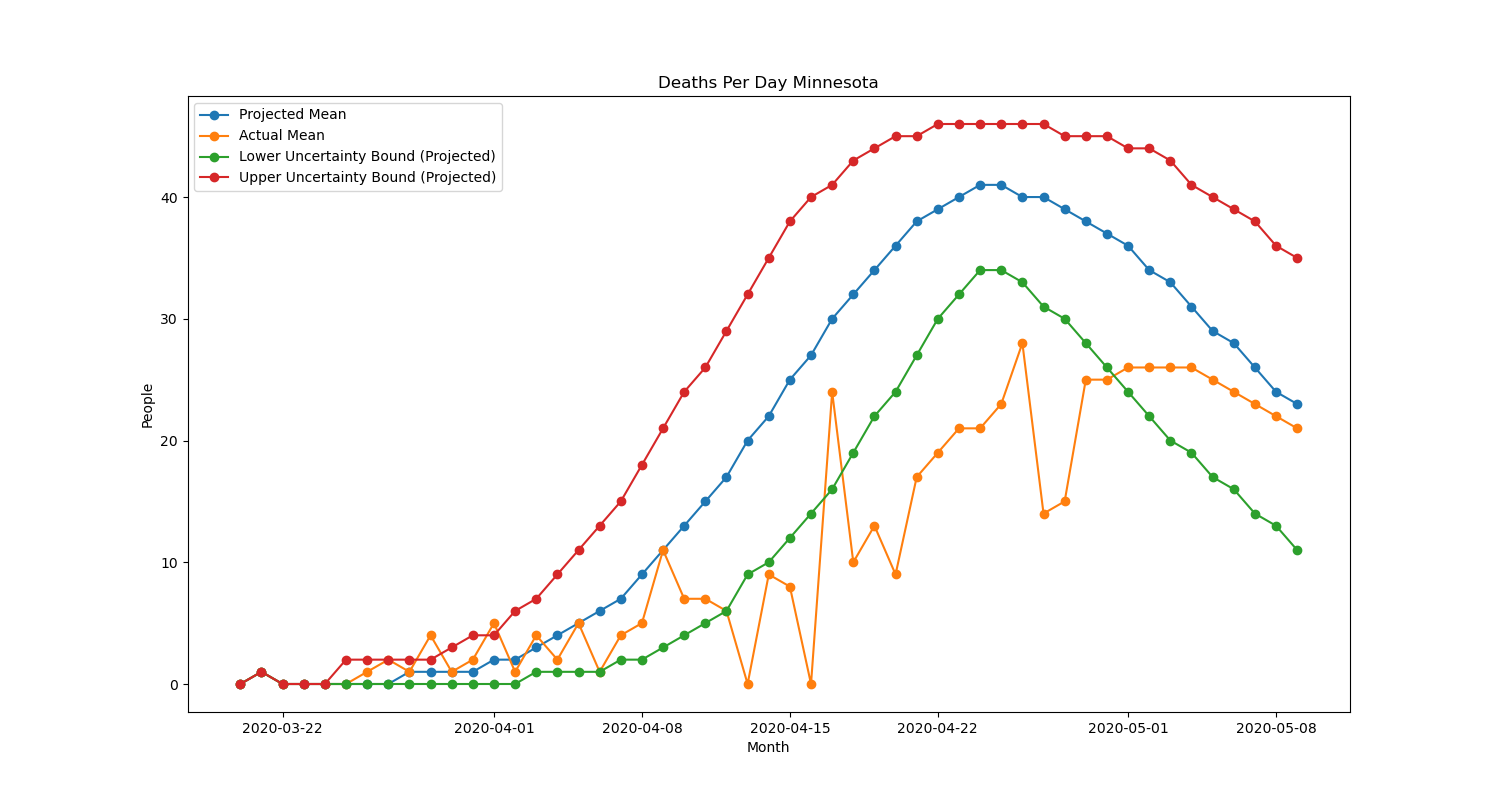 Deaths Per Day Minnesota
Projected Mean
Actual Mean
Lower Uncertainty Bound (Projected)
Upper Uncertainty Bound (Projected)
40
30
20
10
0
People
2020-03-22 2020-04-01 2020-04-08 2020-04-15 2020-04-22 2020-05-01 2020-05-08
Month